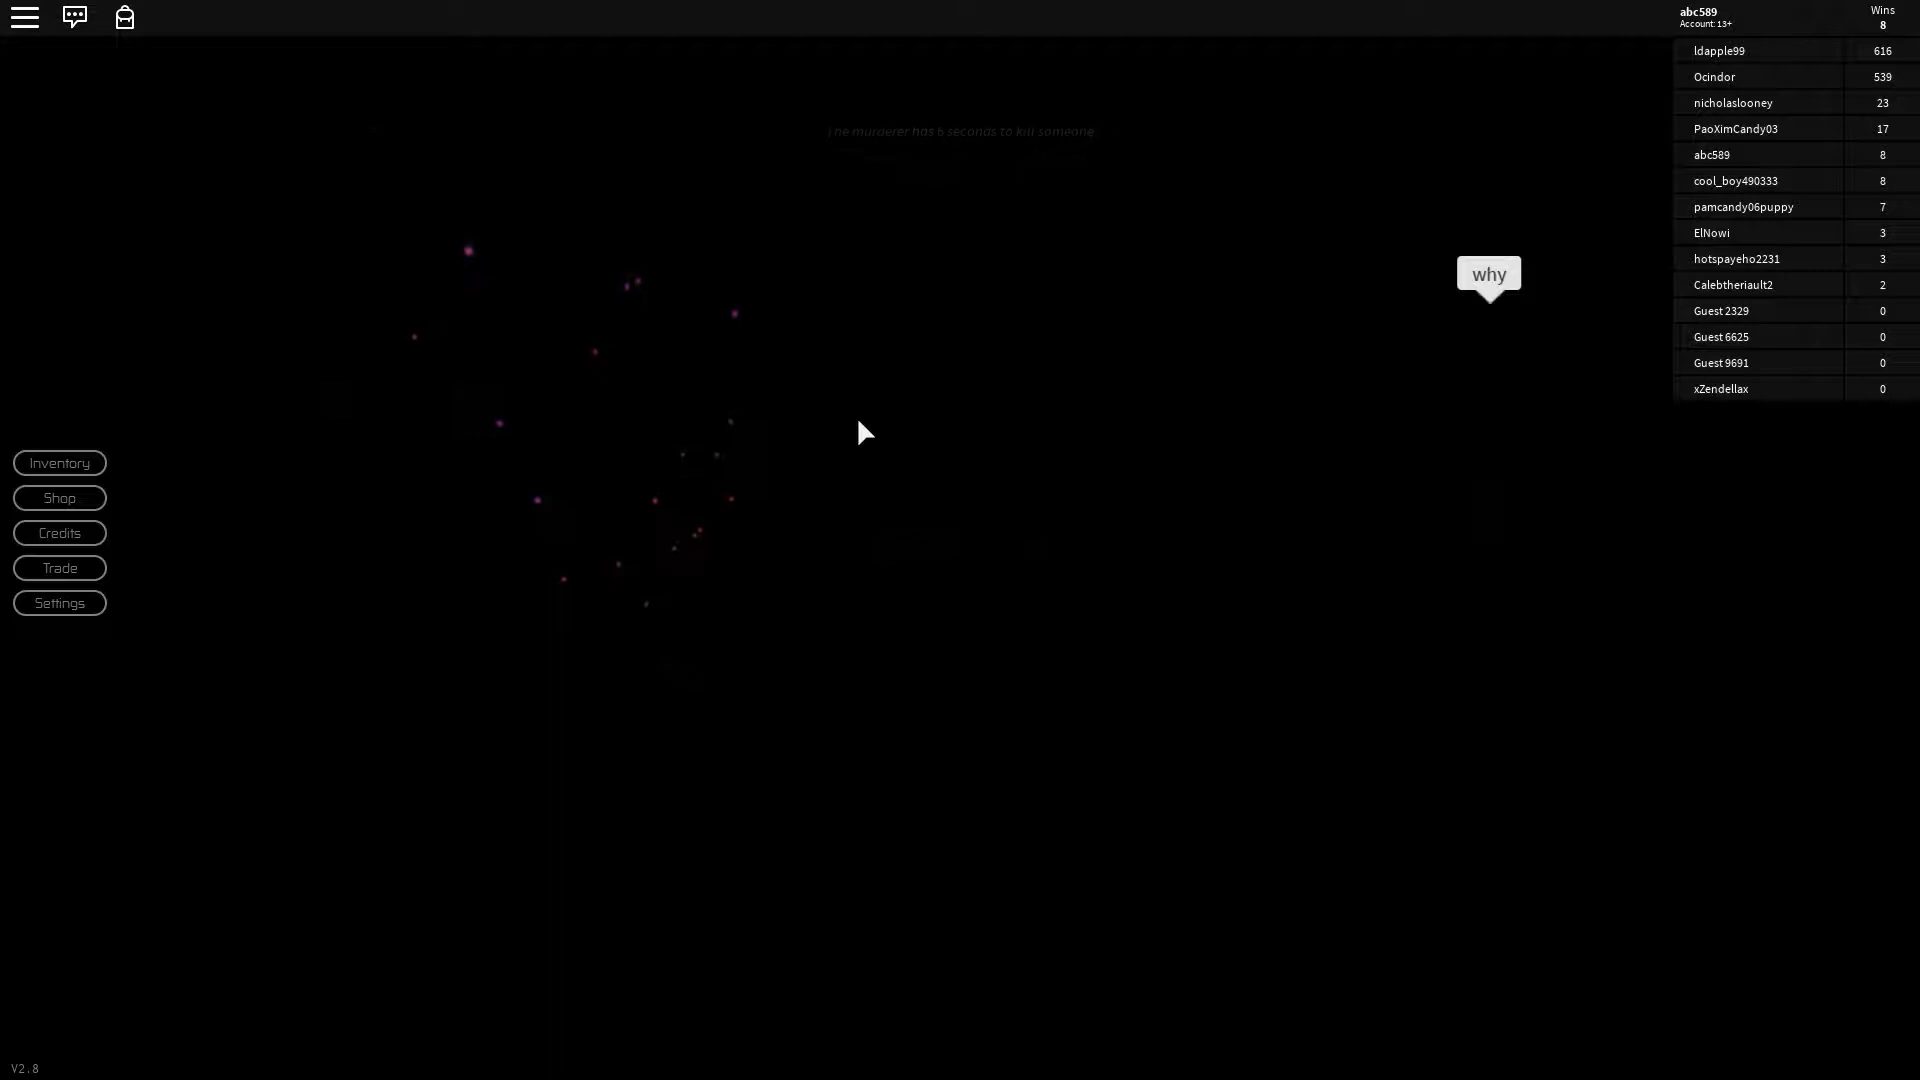 abc589
Account: 13+
Wins
8
ldapple99 616
Ocindor 539
nicholaslooney 23
PaoXimCandy03 17
abc589 8
cool_boy490333 8
pamcandy06puppy 7
ElNowi 3
hotspayeho2231 3
Calebtheriault2 2
Guest 2329 0
Guest 6625 0
Guest 9691 0
xZendellax 0
The murderer has 6 seconds to kill someone
why
Inventory
Shop
Credits
Trade
Settings
V2.8